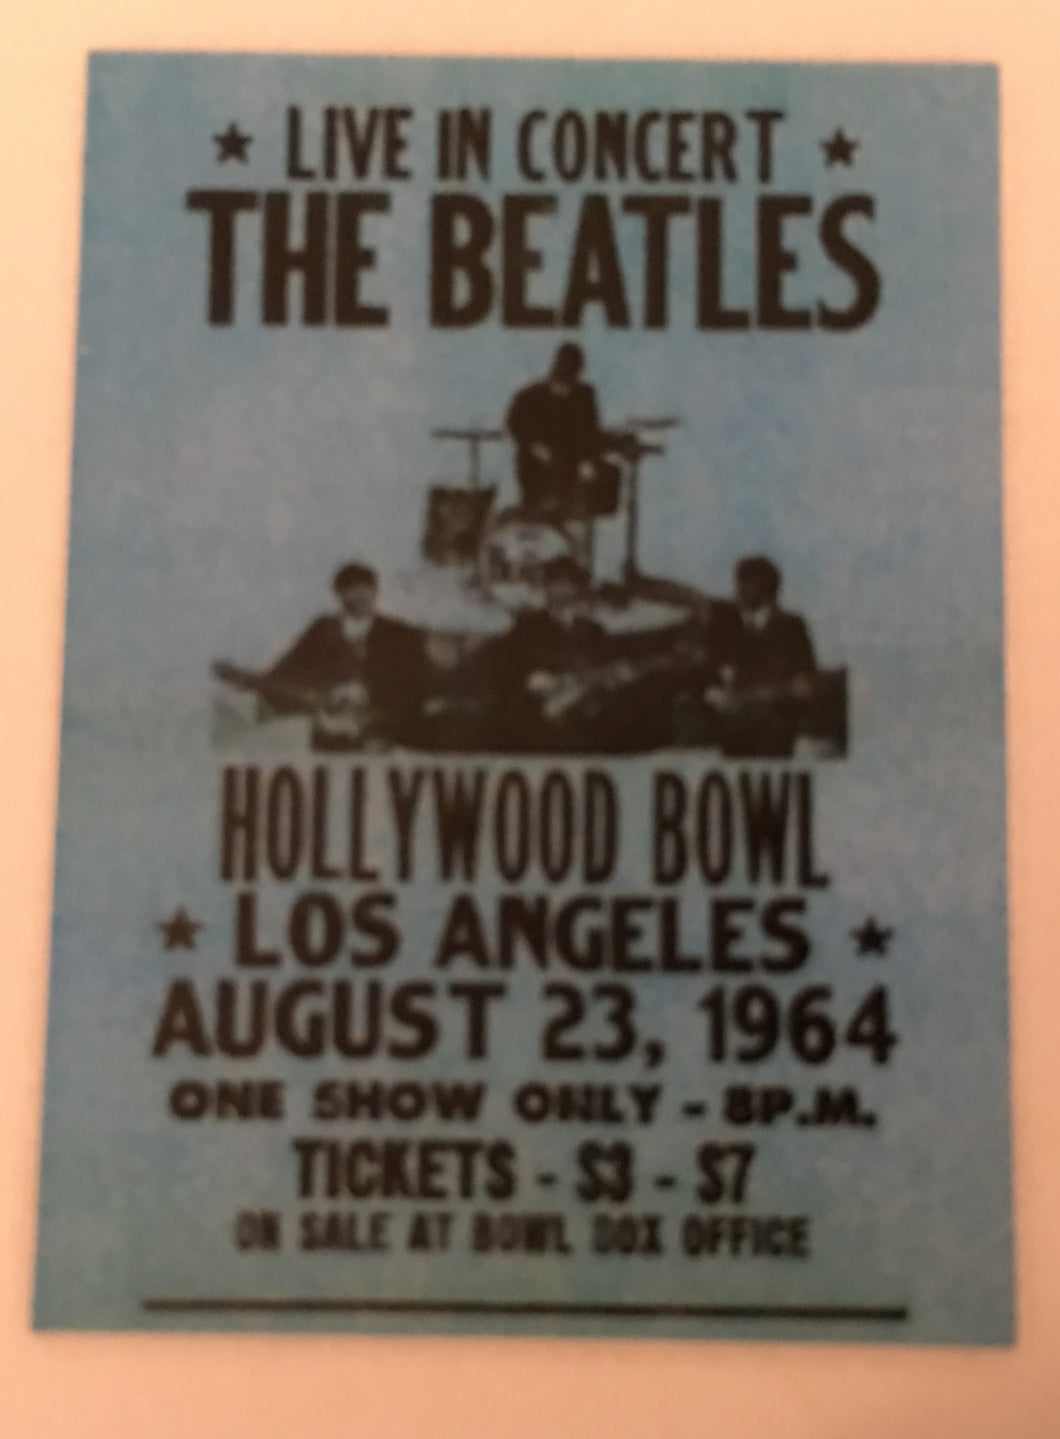 ★ LIVE IN CONCERT ★
THE BEATLES
HOLLYWOOD BOWL
★ LOS ANGELES ★
AUGUST 23, 1964
ONE SHOW ONLY - 8P.M.
TICKETS - $3 - $7
ON SALE AT BOWL BOX OFFICE